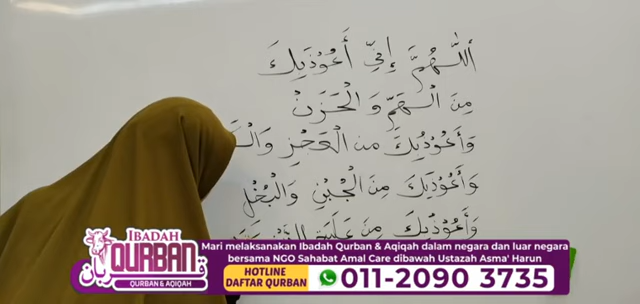 اَللّٰهُمَّ إِنِّي أَعُوْذُبِكَ
مِنَ الْهَمِّ وَ الْحَزَنْ
وَأَعُوْذُبِكَ مِنَ الْعَجْزِ
وَأَعُوْذُبِكَ مِنَ الْجُبْنِ وَالْبُخْلِ
وَأَعُوْذُبِكَ مِنَ
IBADAH
QURBAN
قربان
QURBAN & AQIQAH
Mari melaksanakan Ibadah Qurban & Aqiqah dalam negara dan luar negara
bersama NGO Sahabat Amal Care dibawah Ustazah Asma' Harun
HOTLINE
DAFTAR QURBAN
011-2090 3735